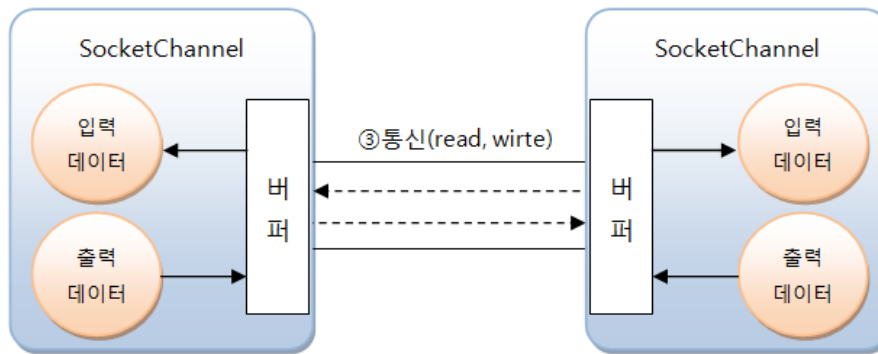 SocketChannel
SocketChannel
입력
데이터
출력
데이터
버
퍼
③통신(read, wirte)
버
퍼
입력
데이터
출력
데이터